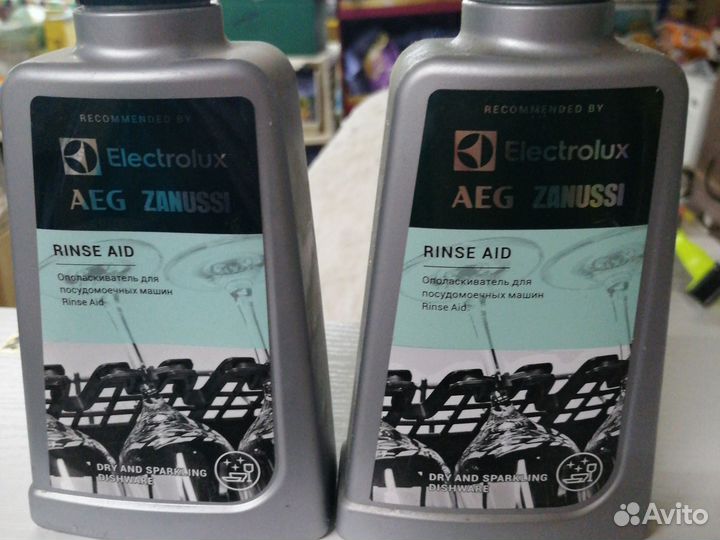 RECOMMENDED BY
Electrolux
AEG ZANUSSI
RINSE AID
Ополаскиватель для
посудомоечных машин
Rinse Aid
DRY AND SPARKLING
DISHWARE
RECOMMENDED BY
Electrolux
AEG ZANUSSI
RINSE AID
Ополаскиватель для
посудомоечных машин
Rinse Aid
DRY AND SPARKLING
DISHWARE
Avito